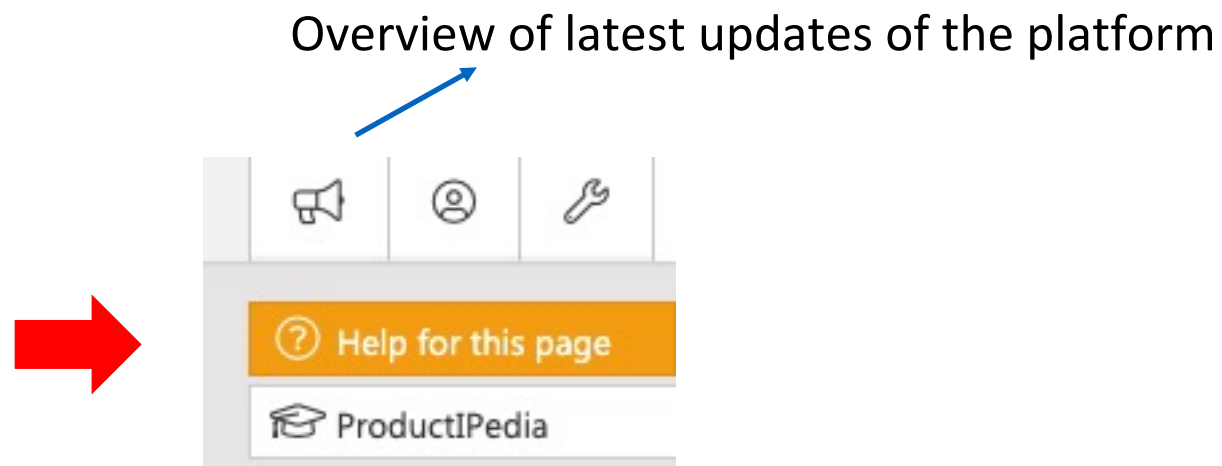 Overview of latest updates of the platform
Help for this page
ProductIPedia